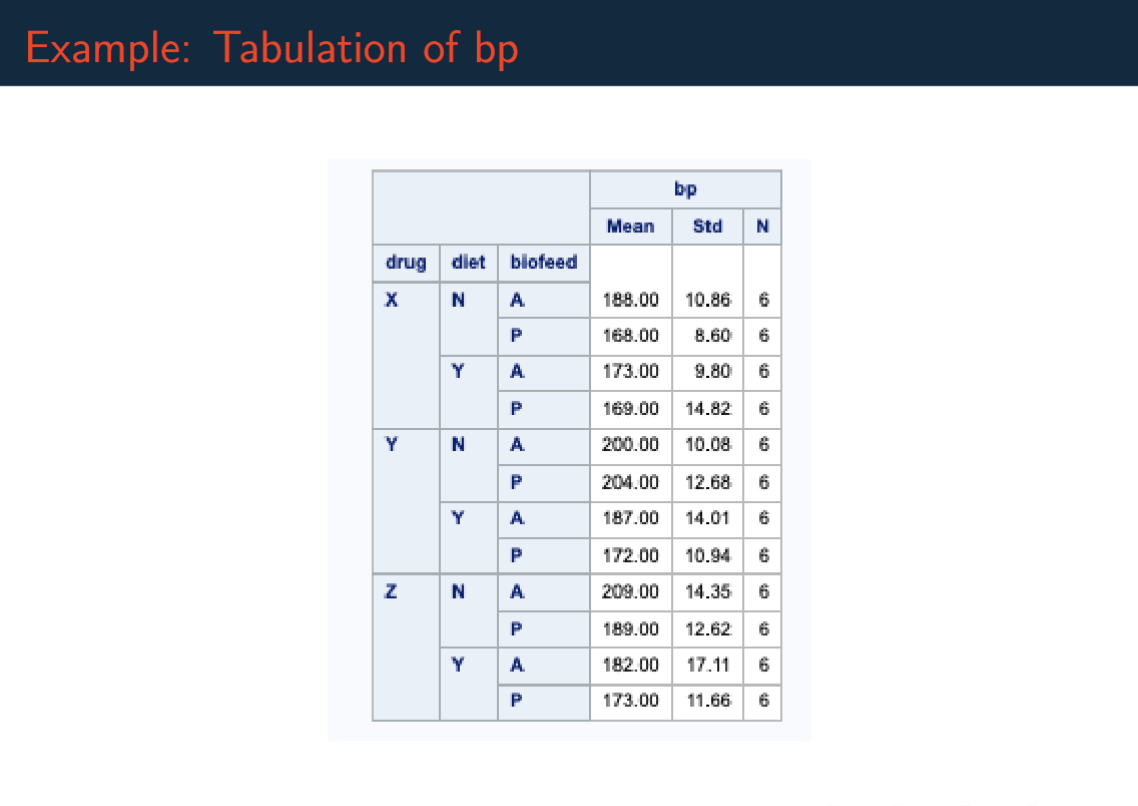 Example: Tabulation of bp
bp
Mean Std N
drug diet biofeed
X N A 188.00 10.86 6
P 168.00 8.60 6
Y A 173.00 9.80 6
P 169.00 14.82 6
Y N A 200.00 10.08 6
P 204.00 12.68 6
Y A 187.00 14.01 6
P 172.00 10.94 6
Z N A 209.00 14.35 6
P 189.00 12.62 6
Y A 182.00 17.11 6
P 173.00 11.66 6